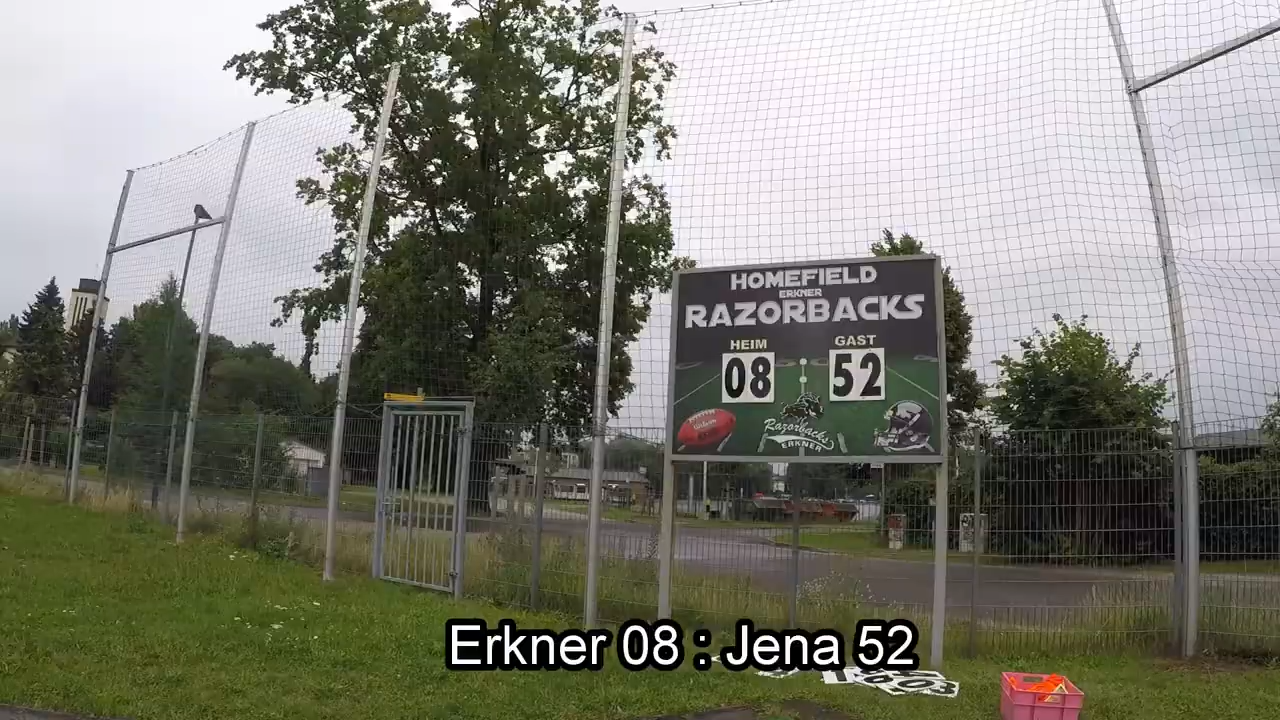 HOMEFIELD
ERKNER
RAZORBACKS
HEIM GAST
08 52
Razorbacks
ERKNER
Erkner 08 : Jena 52